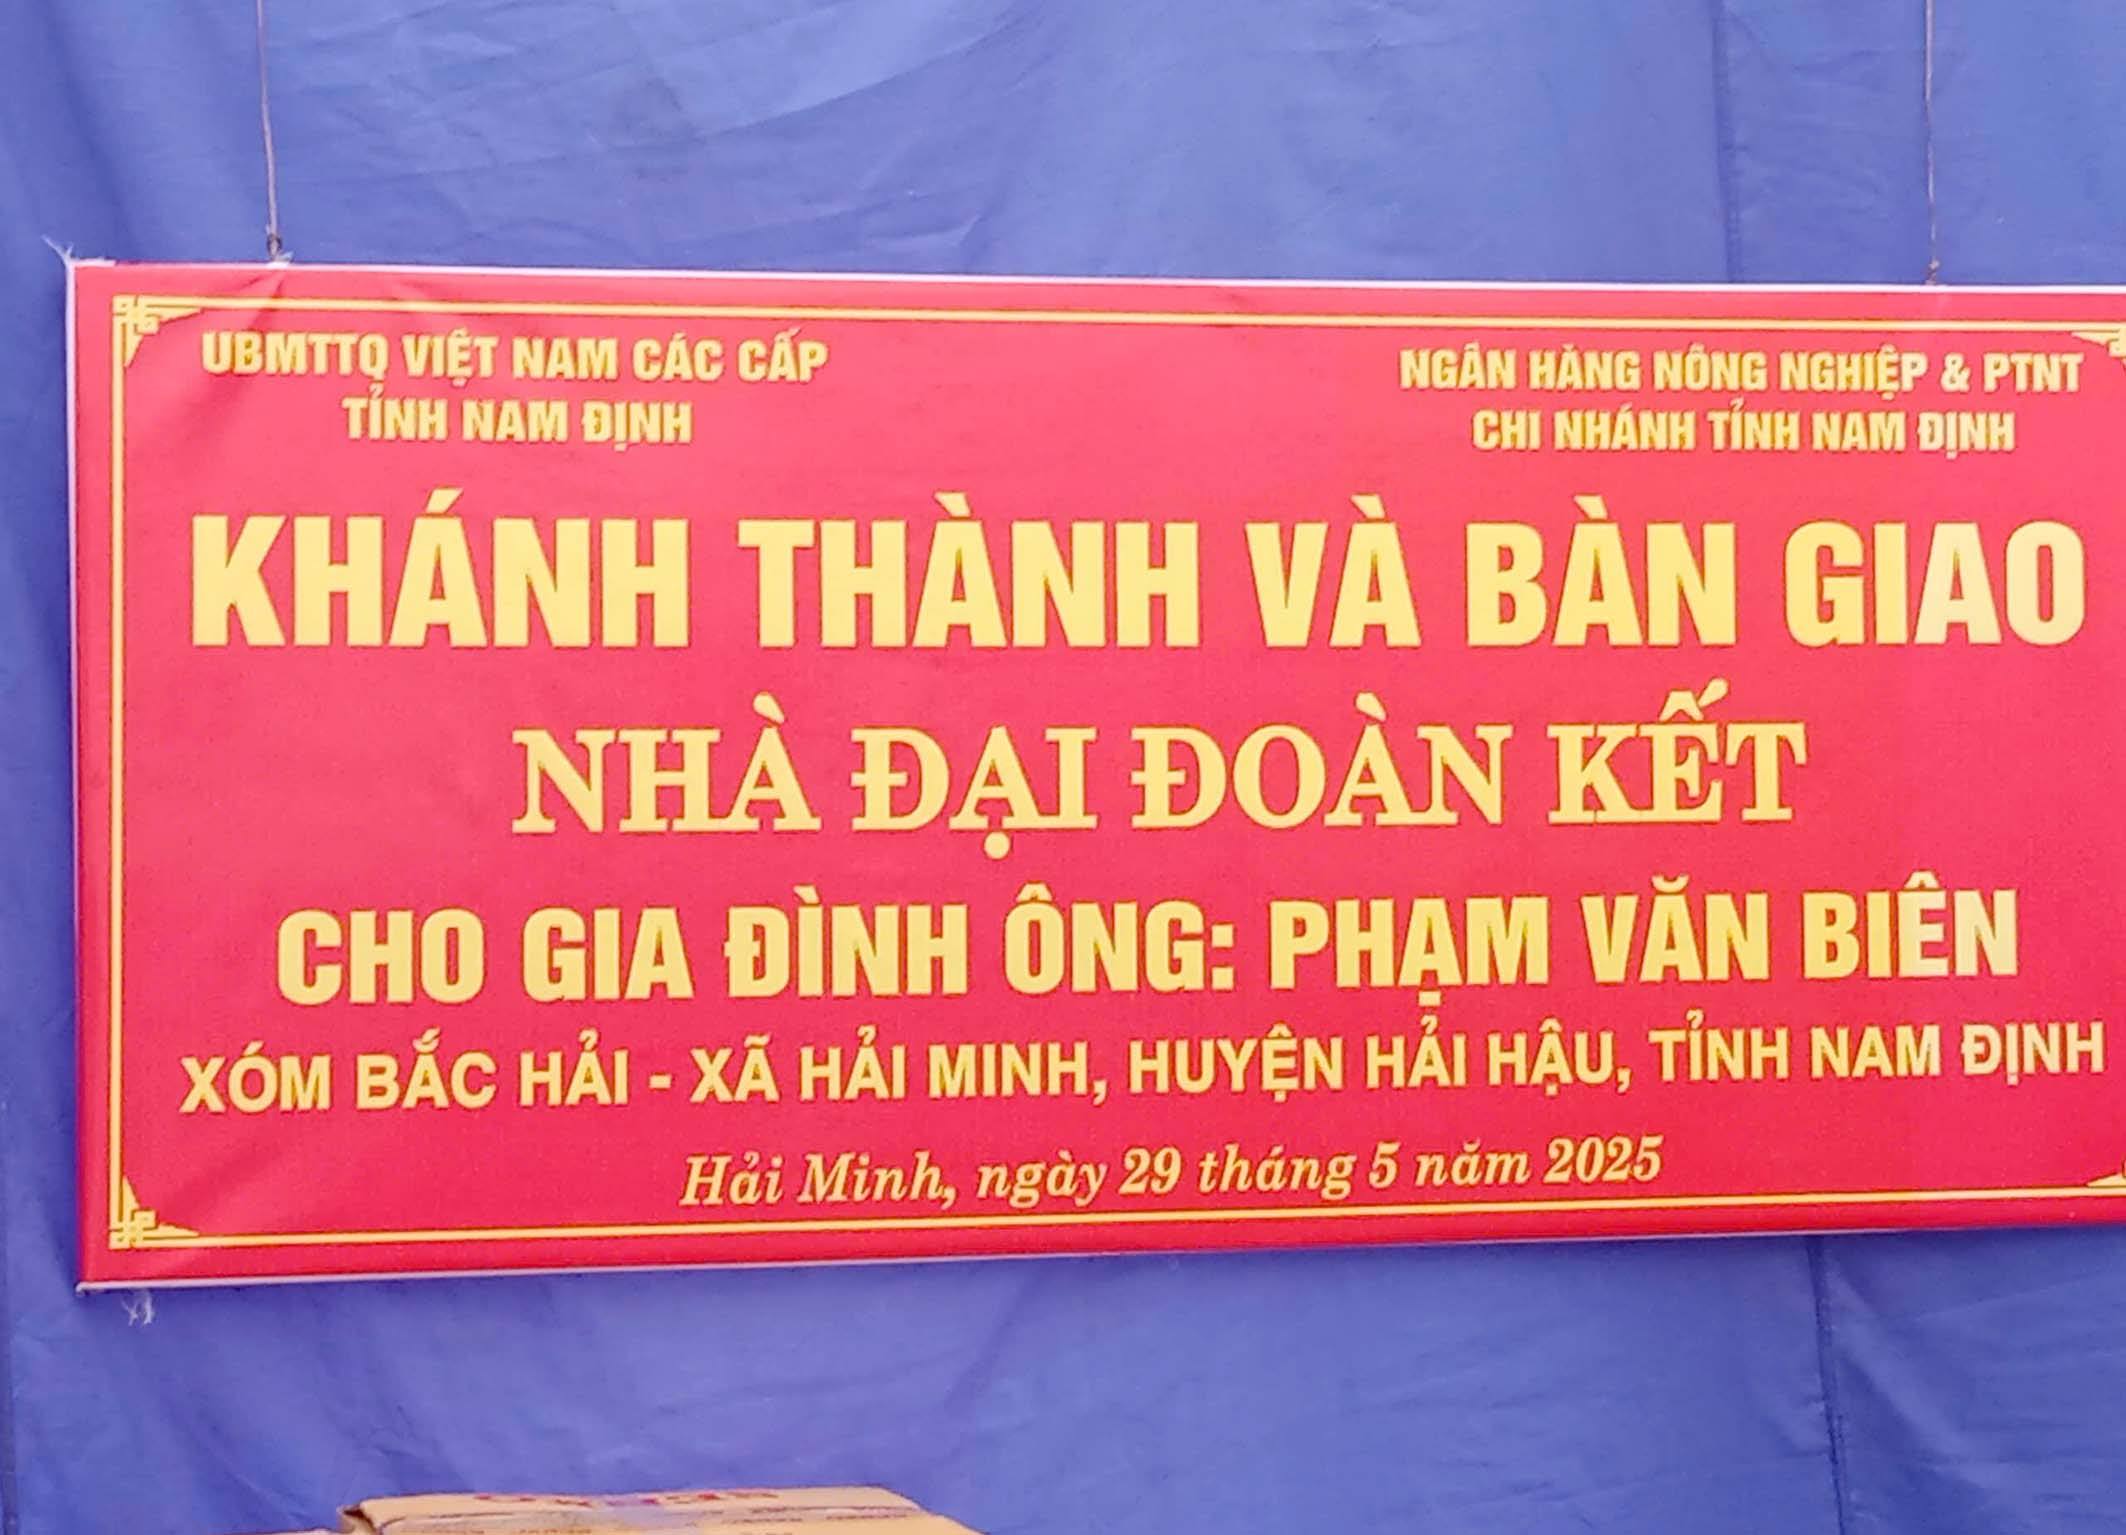 UBMTTQ VIỆT NAM CÁC CẤP
TỈNH NAM ĐỊNH
NGÂN HÀNG NÔNG NGHIỆP & PTNT
CHI NHÁNH TỈNH NAM ĐỊNH
KHÁNH THÀNH VÀ BÀN GIAO
NHÀ ĐẠI ĐOÀN KẾT
CHO GIA ĐÌNH ÔNG: PHẠM VĂN BIÊN
XÓM BẮC HẢI - XÃ HẢI MINH, HUYỆN HẢI HẬU, TỈNH NAM ĐỊNH
Hải Minh, ngày 29 tháng 5 năm 2025